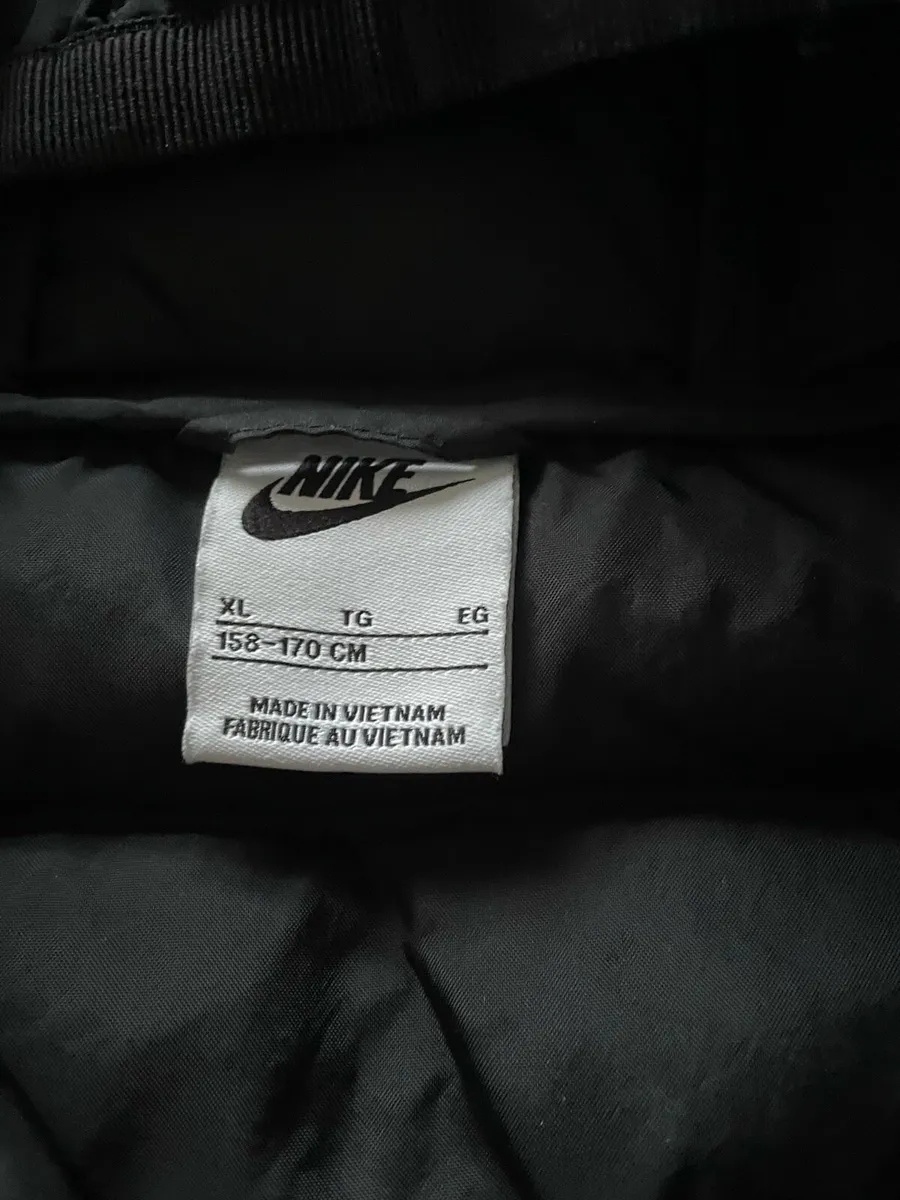 NIKE
XL TG EG
158-170 CM
MADE IN VIETNAM
FABRIQUE AU VIETNAM